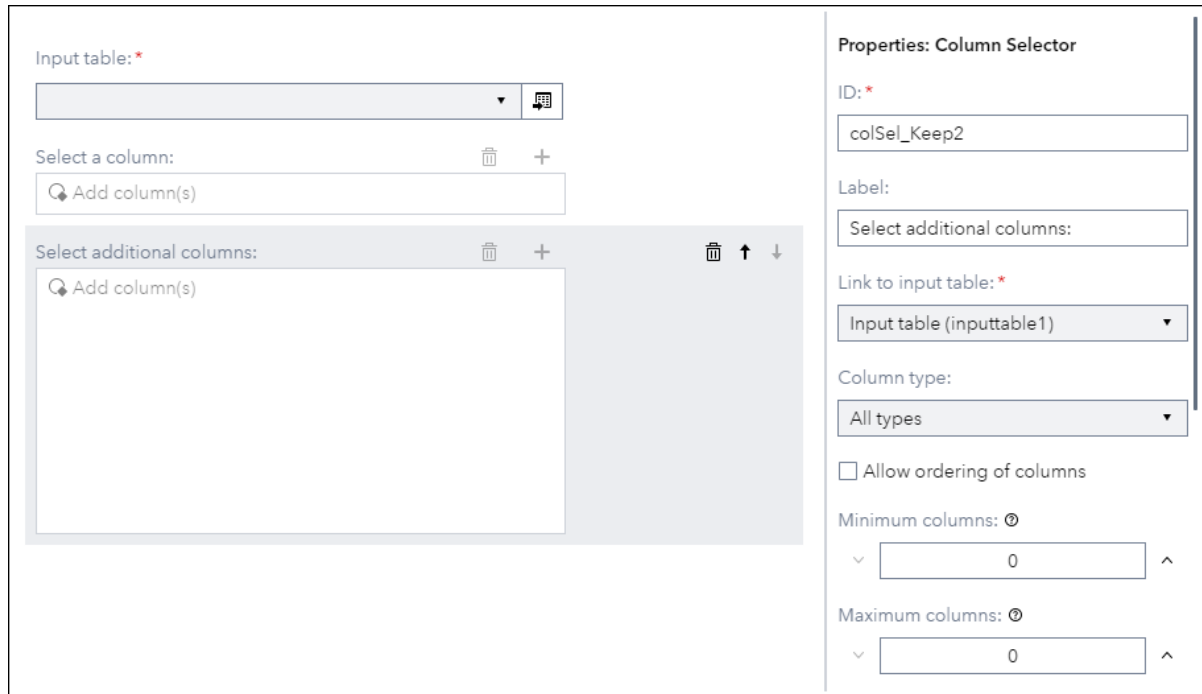 Input table:*
Select a column:
Add column(s)
Select additional columns:
Add column(s)
Properties: Column Selector
ID:*
colSel_Keep2
Label:
Select additional columns:
Link to input table:*
Input table (inputtable1)
Column type:
All types
Allow ordering of columns
Minimum columns:
0
Maximum columns:
0